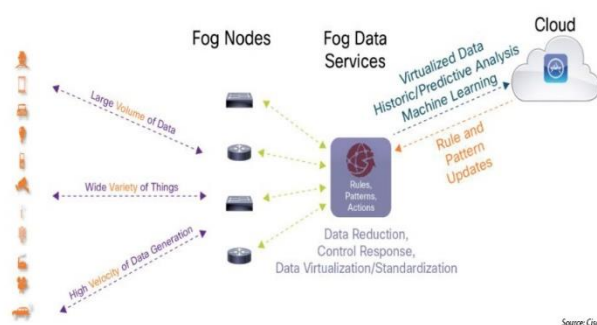 Cloud
Fog Nodes
Fog Data
Services
Virtualized Data
Historic/Predictive Analysis
Machine Learning
Large Volume of Data
Rule and
Pattern
Updates
Rules,
Patterns,
Actions
Wide Variety of Things
Data Reduction,
Control Response,
Data Virtualization/Standardization
High Velocity of Data Generation
Source: